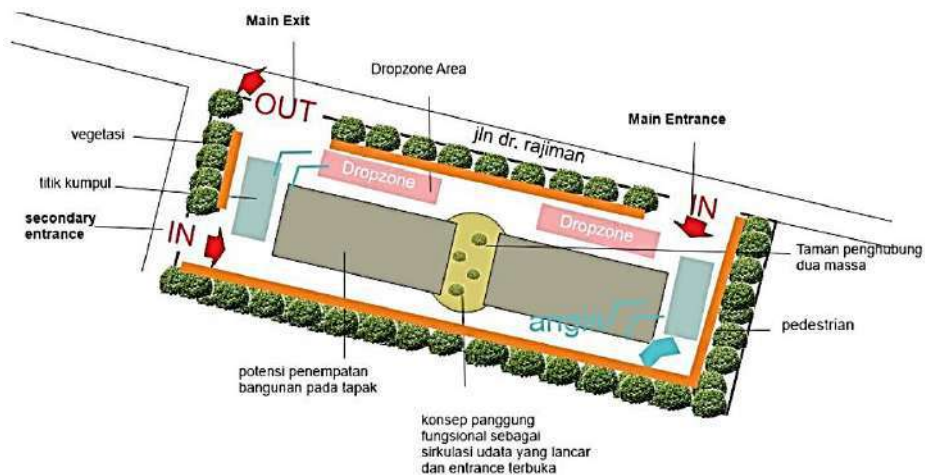 Main Exit
Dropzone Area
OUT
jln dr. rajiman
Main Entrance
vegetasi
titik kumpul
secondary
entrance
IN
Dropzone
Dropzone
IN
Taman penghubung
dua massa
angin
pedestrian
potensi penempatan
bangunan pada tapak
konsep panggung
fungsional sebagai
sirkulasi udata yang lancar
dan entrance terbuka